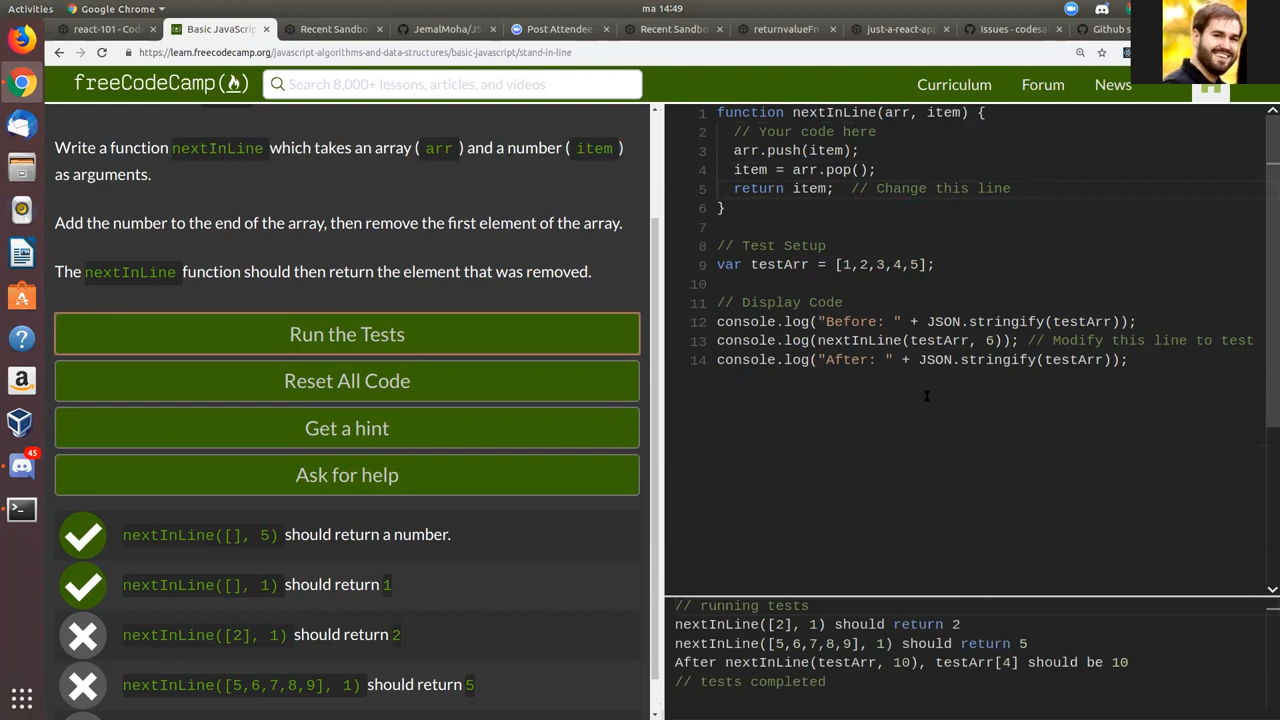 Activities
Google Chrome
ma 14:49
react-101 - Cod
Basic JavaScrip
Recent Sandbo
JemalMoha/JS
Post Attendee
Recent Sandbo
returnvalueFn
just-a-react-ap
Issues - codesa
Github s
https://learn.freecodecamp.org/javascript-algorithms-and-data-structures/basic-javascript/stand-in-line
freeCodeCamp
Search 8,000+ lessons, articles, and videos
Curriculum
Forum
News
Write a function nextInLine which takes an array ( arr ) and a number ( item )
as arguments.
Add the number to the end of the array, then remove the first element of the array.
The nextInLine function should then return the element that was removed.
Run the Tests
Reset All Code
Get a hint
Ask for help
nextInLine([], 5) should return a number.
nextInLine([], 1) should return 1
nextInLine([2], 1) should return 2
nextInLine([5,6,7,8,9], 1) should return 5
45
1 function nextInLine(arr, item) {
2 // Your code here
3 arr.push(item);
4 item = arr.pop();
5 return item; // Change this line
6 }
7
8 // Test Setup
9 var testArr = [1,2,3,4,5];
10
11 // Display Code
12 console.log("Before: " + JSON.stringify(testArr));
13 console.log(nextInLine(testArr, 6)); // Modify this line to test
14 console.log("After: " + JSON.stringify(testArr));
// running tests
nextInLine([2], 1) should return 2
nextInLine([5,6,7,8,9], 1) should return 5
After nextInLine(testArr, 10), testArr[4] should be 10
// tests completed